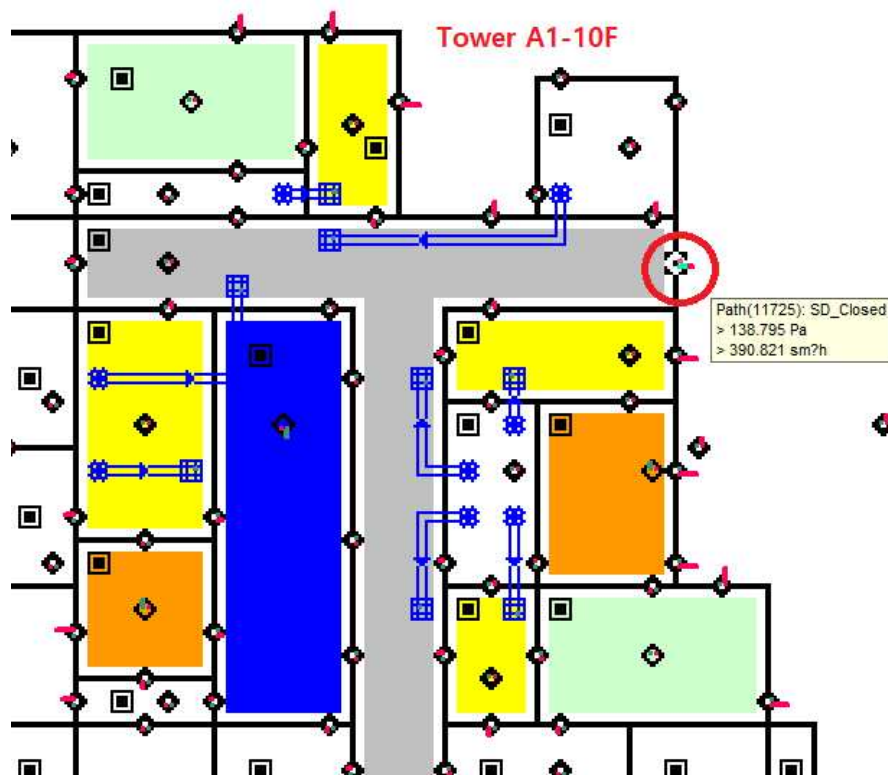 Tower A1-10F
Path(11725): SD_Closed
> 138.795 Pa
> 390.821 sm?h